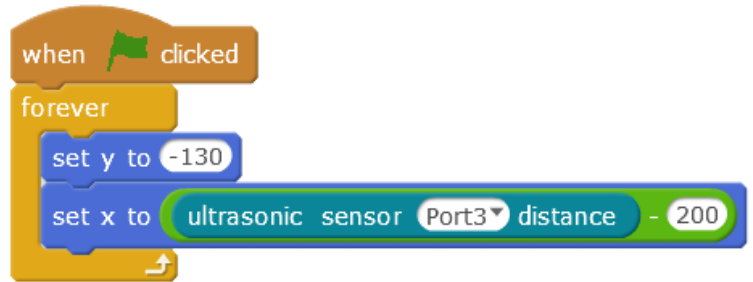 when clicked
forever
set y to -130
set x to ultrasonic sensor Port3 distance - 200